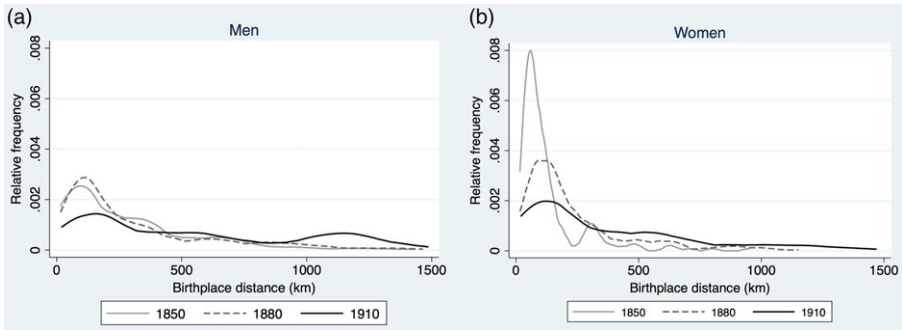 (a)
Men
Relative frequency
.008
.006
.004
.002
0
0 500 1000 1500
Birthplace distance (km)
1850 1880 1910
(b)
Women
Relative frequency
.008
.006
.004
.002
0
0 500 1000 1500
Birthplace distance (km)
1850 1880 1910